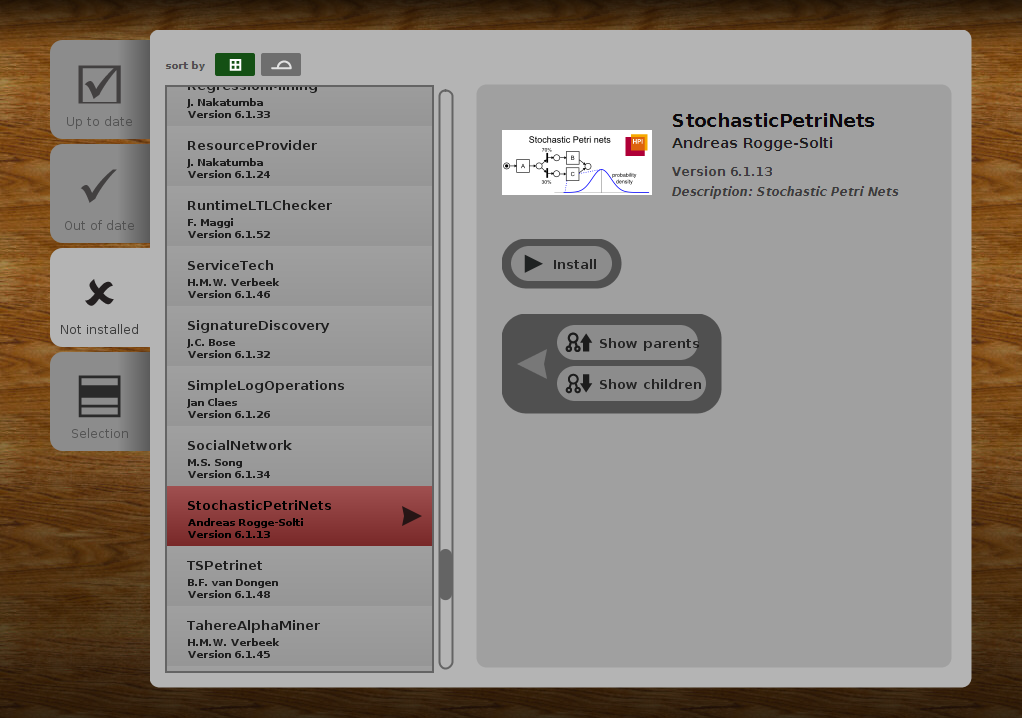 Up to date
Out of date
Not installed
Selection
sort by
RegressionMining
J. Nakatumba
Version 6.1.33
ResourceProvider
J. Nakatumba
Version 6.1.24
RuntimeLTLChecker
F. Maggi
Version 6.1.52
ServiceTech
H.M.W. Verbeek
Version 6.1.46
SignatureDiscovery
J.C. Bose
Version 6.1.32
SimpleLogOperations
Jan Claes
Version 6.1.26
SocialNetwork
M.S. Song
Version 6.1.34
StochasticPetriNets
Andreas Rogge-Solti
Version 6.1.13
TSPetrinet
B.F. van Dongen
Version 6.1.48
TahereAlphaMiner
H.M.W. Verbeek
Version 6.1.45
Stochastic Petri nets
HPI
70%
A
B
C
30%
probability
density
StochasticPetriNets
Andreas Rogge-Solti
Version 6.1.13
Description: Stochastic Petri Nets
Install
Show parents
Show children